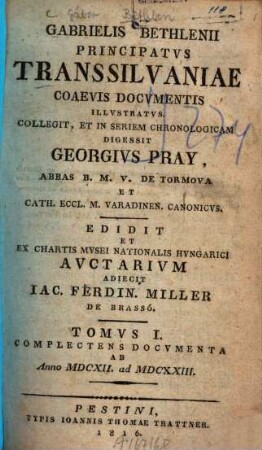 Gábor Bethlen
GABRIELIS BETHLENII
PRINCIPATVS
TRANSSILVANIAE
COAEVIS DOCVMENTIS
ILLVSTRATVS.
COLLEGIT, ET IN SERIEM CHRONOLOGICAM
DIGESSIT
GEORGIVS PRAY,
ABBAS B. M. V. DE TORMOVA
ET
CATH. ECCL. M. VARADINEN. CANONICVS.
EDIDIT
ET
EX CHARTIS MVSEI NATIONALIS HVNGARICI
AVCTARIVM
ADIECIT
IAC. FERDIN. MILLER
DE BRASSÓ.
TOMVS I.
COMPLECTENS DOCVMENTA
AB
Anno MDCXII. ad MDCXXIII.
PESTINI,
TYPIS IOANNIS THOMAE TRATTNER.
1816.